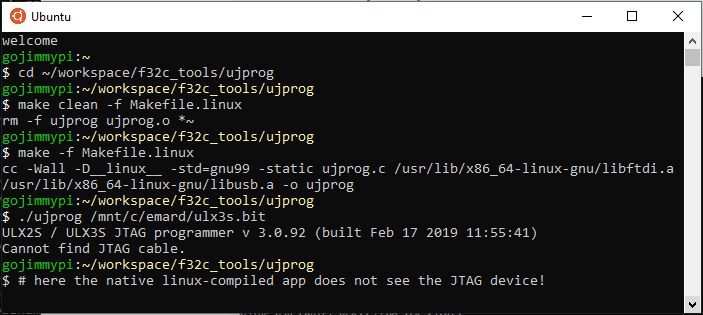 Ubuntu
welcome
gojimmypi:~
$ cd ~/workspace/f32c_tools/ujprog
gojimmypi:~/workspace/f32c_tools/ujprog
$ make clean -f Makefile.linux
rm -f ujprog ujprog.o *~
gojimmypi:~/workspace/f32c_tools/ujprog
$ make -f Makefile.linux
cc -Wall -D__linux__ -std=gnu99 -static ujprog.c /usr/lib/x86_64-linux-gnu/libftdi.a
/usr/lib/x86_64-linux-gnu/libusb.a -o ujprog
gojimmypi:~/workspace/f32c_tools/ujprog
$ ./ujprog /mnt/c/emard/ulx3s.bit
ULX2S / ULX3S JTAG programmer v 3.0.92 (built Feb 17 2019 11:55:41)
Cannot find JTAG cable.
gojimmypi:~/workspace/f32c_tools/ujprog
$ # here the native linux-compiled app does not see the JTAG device!